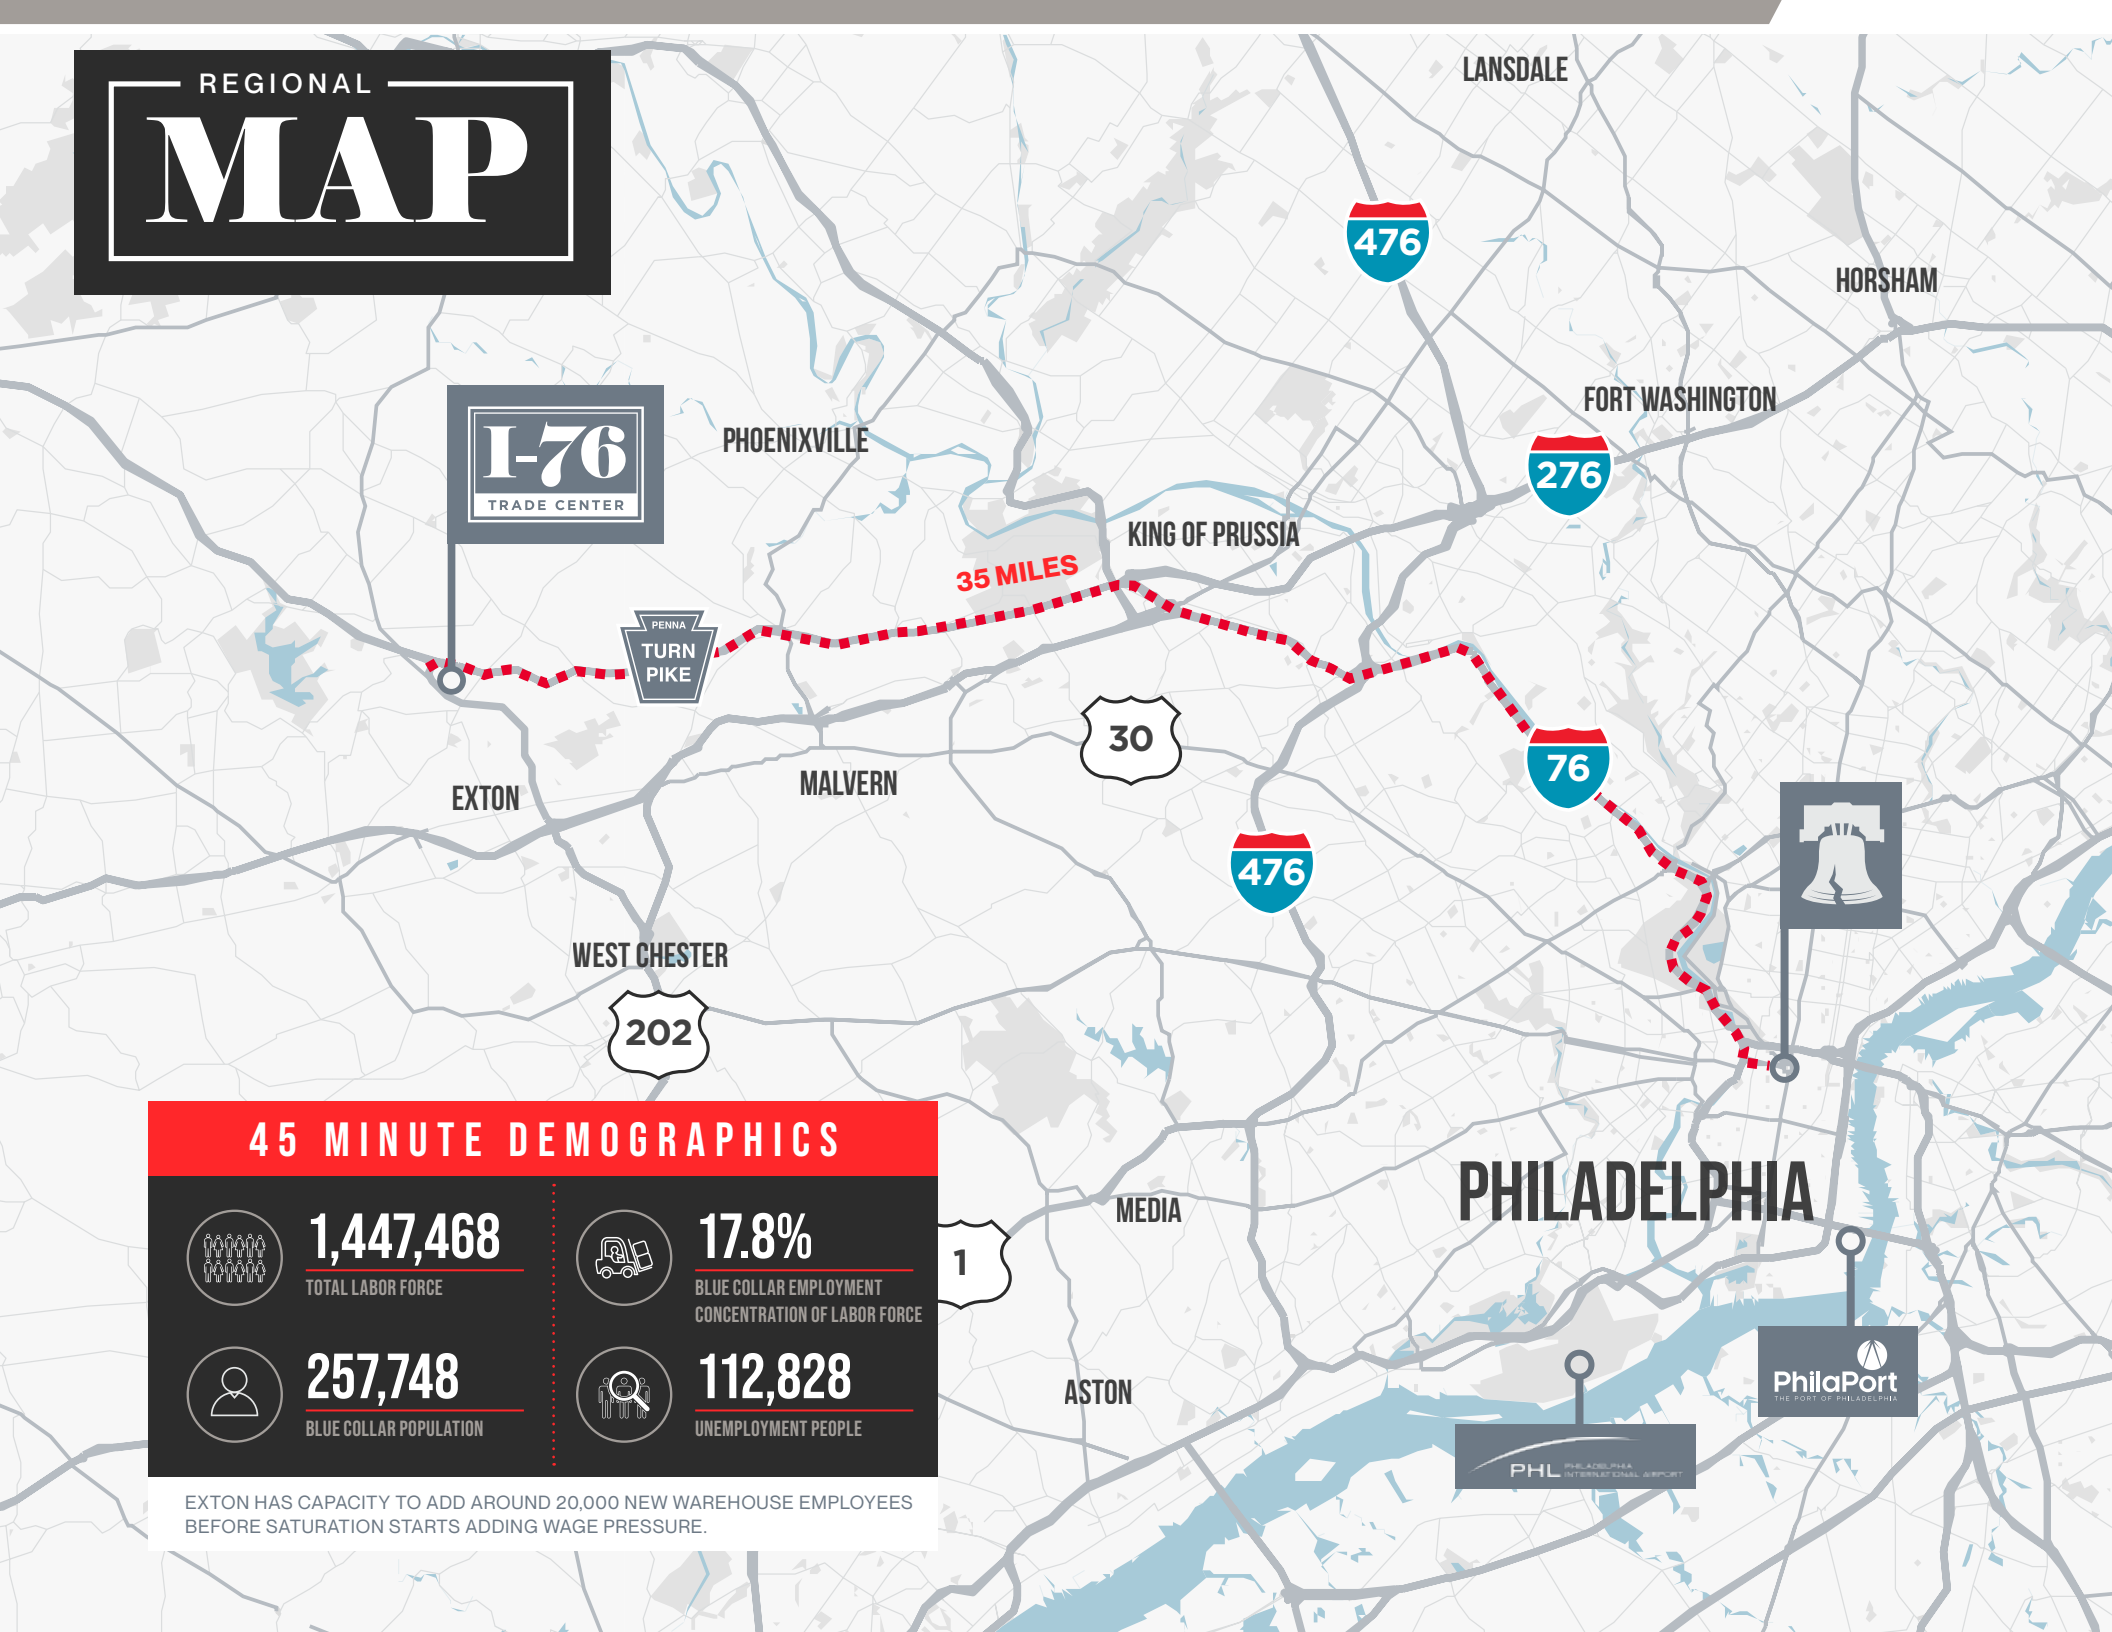 REGIONAL
MAP
LANSDALE
476
HORSHAM
FORT WASHINGTON
I-76
TRADE CENTER
PHOENIXVILLE
276
KING OF PRUSSIA
35 MILES
PENNA
TURN
PIKE
30
76
MALVERN
EXTON
476
WEST CHESTER
202
45 MINUTE DEMOGRAPHICS
1,447,468
TOTAL LABOR FORCE
17.8%
BLUE COLLAR EMPLOYMENT
CONCENTRATION OF LABOR FORCE
257,748
BLUE COLLAR POPULATION
112,828
UNEMPLOYMENT PEOPLE
EXTON HAS CAPACITY TO ADD AROUND 20,000 NEW WAREHOUSE EMPLOYEES
BEFORE SATURATION STARTS ADDING WAGE PRESSURE.
PHILADELPHIA
MEDIA
1
ASTON
PhilaPort
THE PORT OF PHILADELPHIA
PHL
PHILADELPHIA
INTERNATIONAL AIRPORT